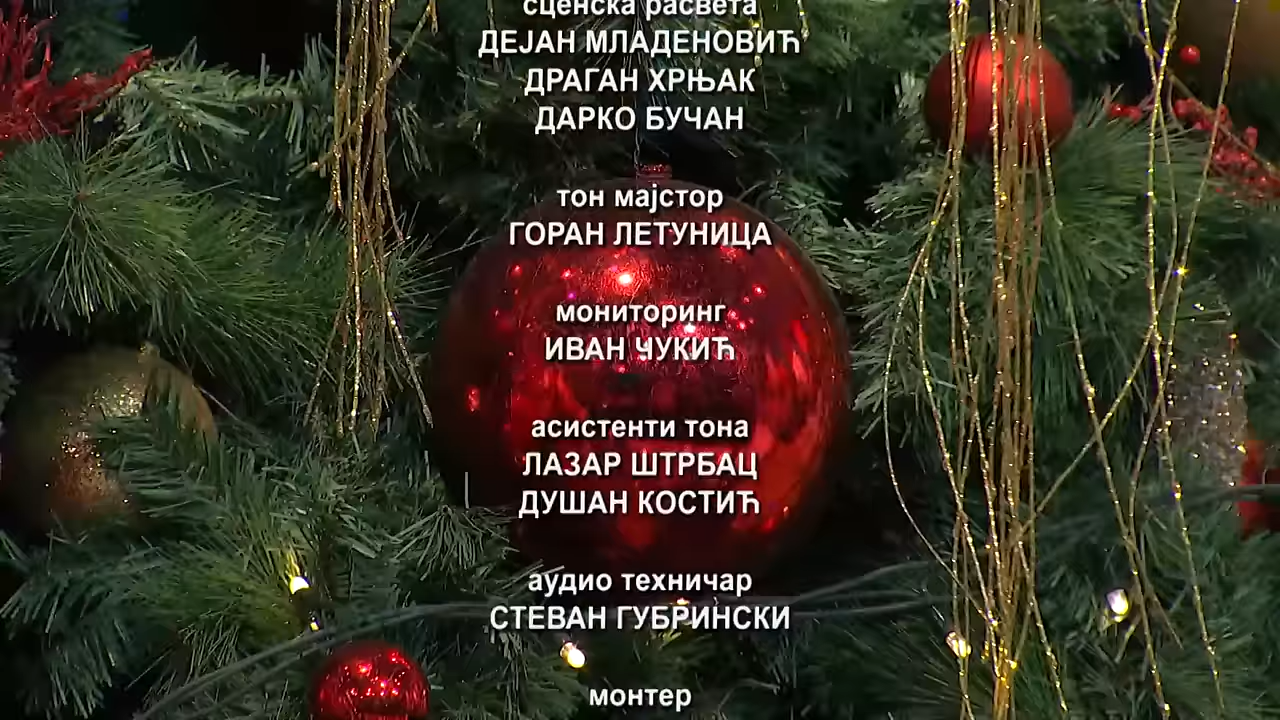 сценска расвета
ДЕЈАН МЛАДЕНОВИЋ
ДРАГАН ХРЊАК
ДАРКО БУЧАН
тон мајстор
ГОРАН ЛЕТУНИЦА
мониторинг
ИВАН ЧУКИЋ
асистенти тона
ЛАЗАР ШТРБАЦ
ДУШАН КОСТИЋ
аудио техничар
СТЕВАН ГУБРИНСКИ
монтер